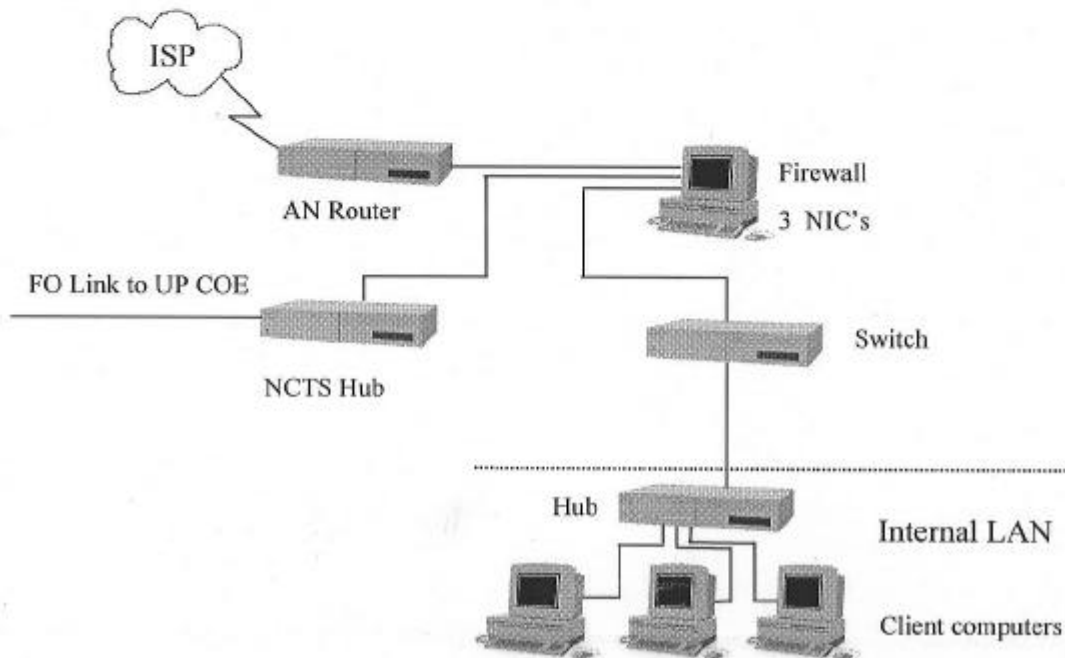 ISP
AN Router
Firewall
3 NIC's
FO Link to UP COE
NCTS Hub
Switch
Hub
Internal LAN
Client computers